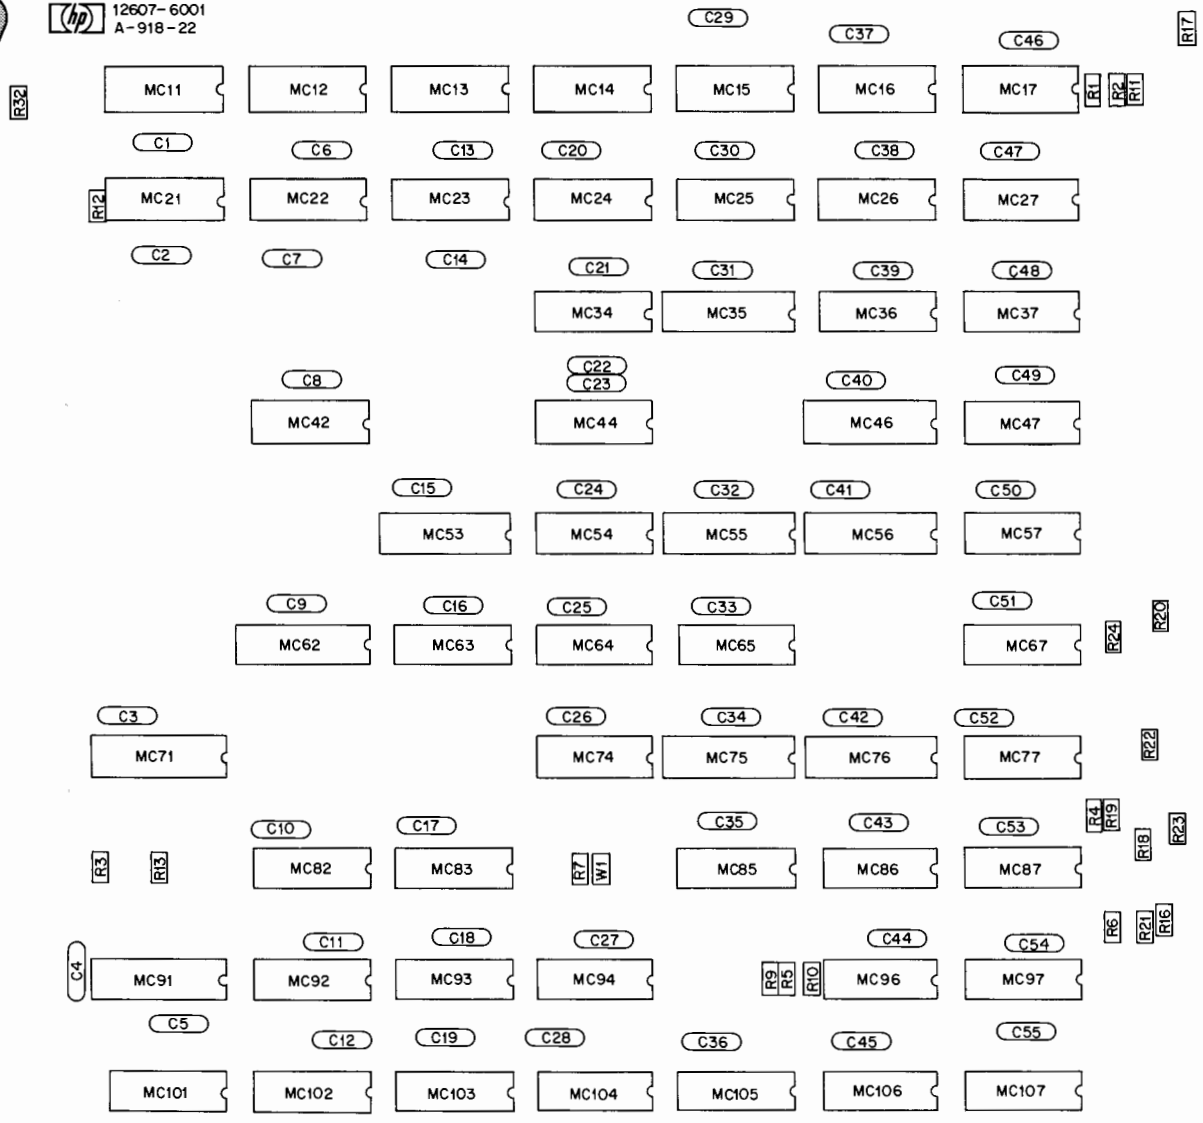 hp 12607-6001
A-918-22
C29
C37
C46
R17
R32
MC11 MC12 MC13 MC14 MC15 MC16 MC17 R1 R2 R11
C1 C6 C13 C20 C30 C38 C47
R12 MC21 MC22 MC23 MC24 MC25 MC26 MC27
C2 C7 C14 C21 C31 C39 C48
MC34 MC35 MC36 MC37
C22
C8 C23 C40 C49
MC42 MC44 MC46 MC47
C15 C24 C32 C41 C50
MC53 MC54 MC55 MC56 MC57
C9 C16 C25 C33 C51 R20
MC62 MC63 MC64 MC65 MC67 R24
C3 C26 C34 C42 C52
MC71 MC74 MC75 MC76 MC77 R22
C10 C17 C35 C43 C53 R4 R19 R18 R23
R3 R13 MC82 MC83 R7 W1 MC85 MC86 MC87
C11 C18 C27 C44 C54 R6 R21 R16
C4 MC91 MC92 MC93 MC94 R9 R5 R10 MC96 MC97
C5 C12 C19 C28 C36 C45 C55
MC101 MC102 MC103 MC104 MC105 MC106 MC107